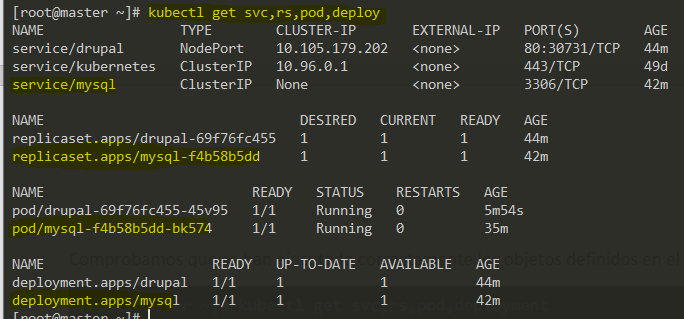 [root@master ~]# kubectl get svc,rs,pod,deploy
NAME TYPE CLUSTER-IP EXTERNAL-IP PORT(S) AGE
service/drupal NodePort 10.105.179.202 <none> 80:30731/TCP 44m
service/kubernetes ClusterIP 10.96.0.1 <none> 443/TCP 49d
service/mysql ClusterIP None <none> 3306/TCP 42m
NAME DESIRED CURRENT READY AGE
replicaset.apps/drupal-69f76fc455 1 1 1 44m
replicaset.apps/mysql-f4b58b5dd 1 1 1 42m
NAME READY STATUS RESTARTS AGE
pod/drupal-69f76fc455-45v95 1/1 Running 0 5m54s
pod/mysql-f4b58b5dd-bk574 1/1 Running 0 35m
Comprobamos que objetos definidos en el
NAME READY UP-TO-DATE AVAILABLE AGE
deployment.apps/drupal 1/1 1 1 44m
deployment.apps/mysql 1/1 1 1 42m
[root@master ~]#